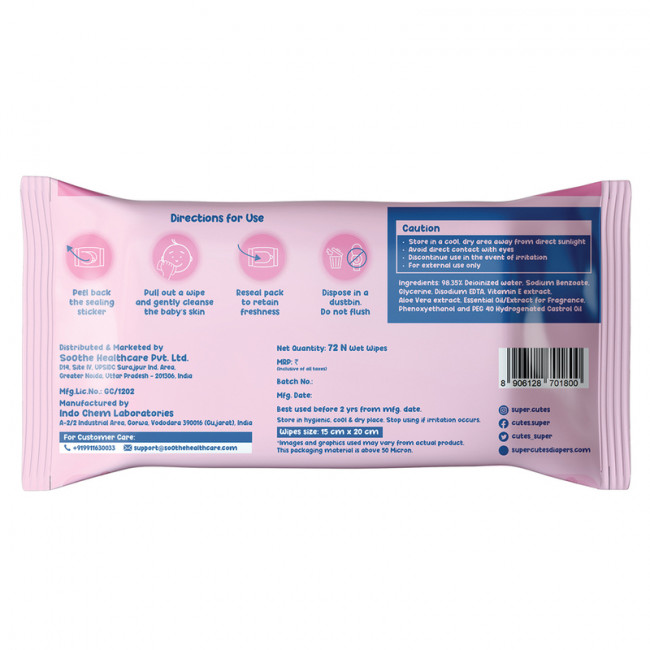 Directions for Use
Peel back
the sealing
sticker
Pull out a wipe
and gently cleanse
the baby's skin
Reseal pack
to retain
freshness
Dispose in a
dustbin.
Do not flush
Caution
• Store in a cool, dry area away from direct sunlight
• Avoid direct contact with eyes
• Discontinue use in the event of irritation
• For external use only
Ingredients: 98.35% Deionized water, Sodium Benzoate,
Glycerine, Disodium EDTA, Vitamin E extract,
Aloe Vera extract, Essential Oil/Extract for Fragrance,
Phenoxyethanol and PEG 40 Hydrogenated Castrol Oil
Distributed & Marketed by
SoOthe Healthcare Pvt. Ltd.
D14, Site IV, UPSIDC Surajpur Ind. Area,
Greater Noida, Uttar Pradesh - 201306, India
Mfg.Lic.No.: GC/1202
Manufactured by
Indo Chem Laboratories
A-2/2 Industrial Area, Gorwa, Vadodara 390016 (Gujarat), India
For Customer Care:
+919911630033 support@soOthehealthcare.com
Net Quantity: 72 N Wet Wipes
MRP: ₹
(Inclusive of all taxes)
Batch No.:
Mfg. Date:
Best used before 2 yrs from mfg. date.
Store in hygienic, cool & dry place. Stop using if irritation occurs.
Wipes size: 15 cm x 20 cm
*Images and graphics used may vary from actual product.
This packaging material is above 50 Micron.
8 906128 701800
super.cutes
cutes.super
cutes_super
supercutesdiapers.com